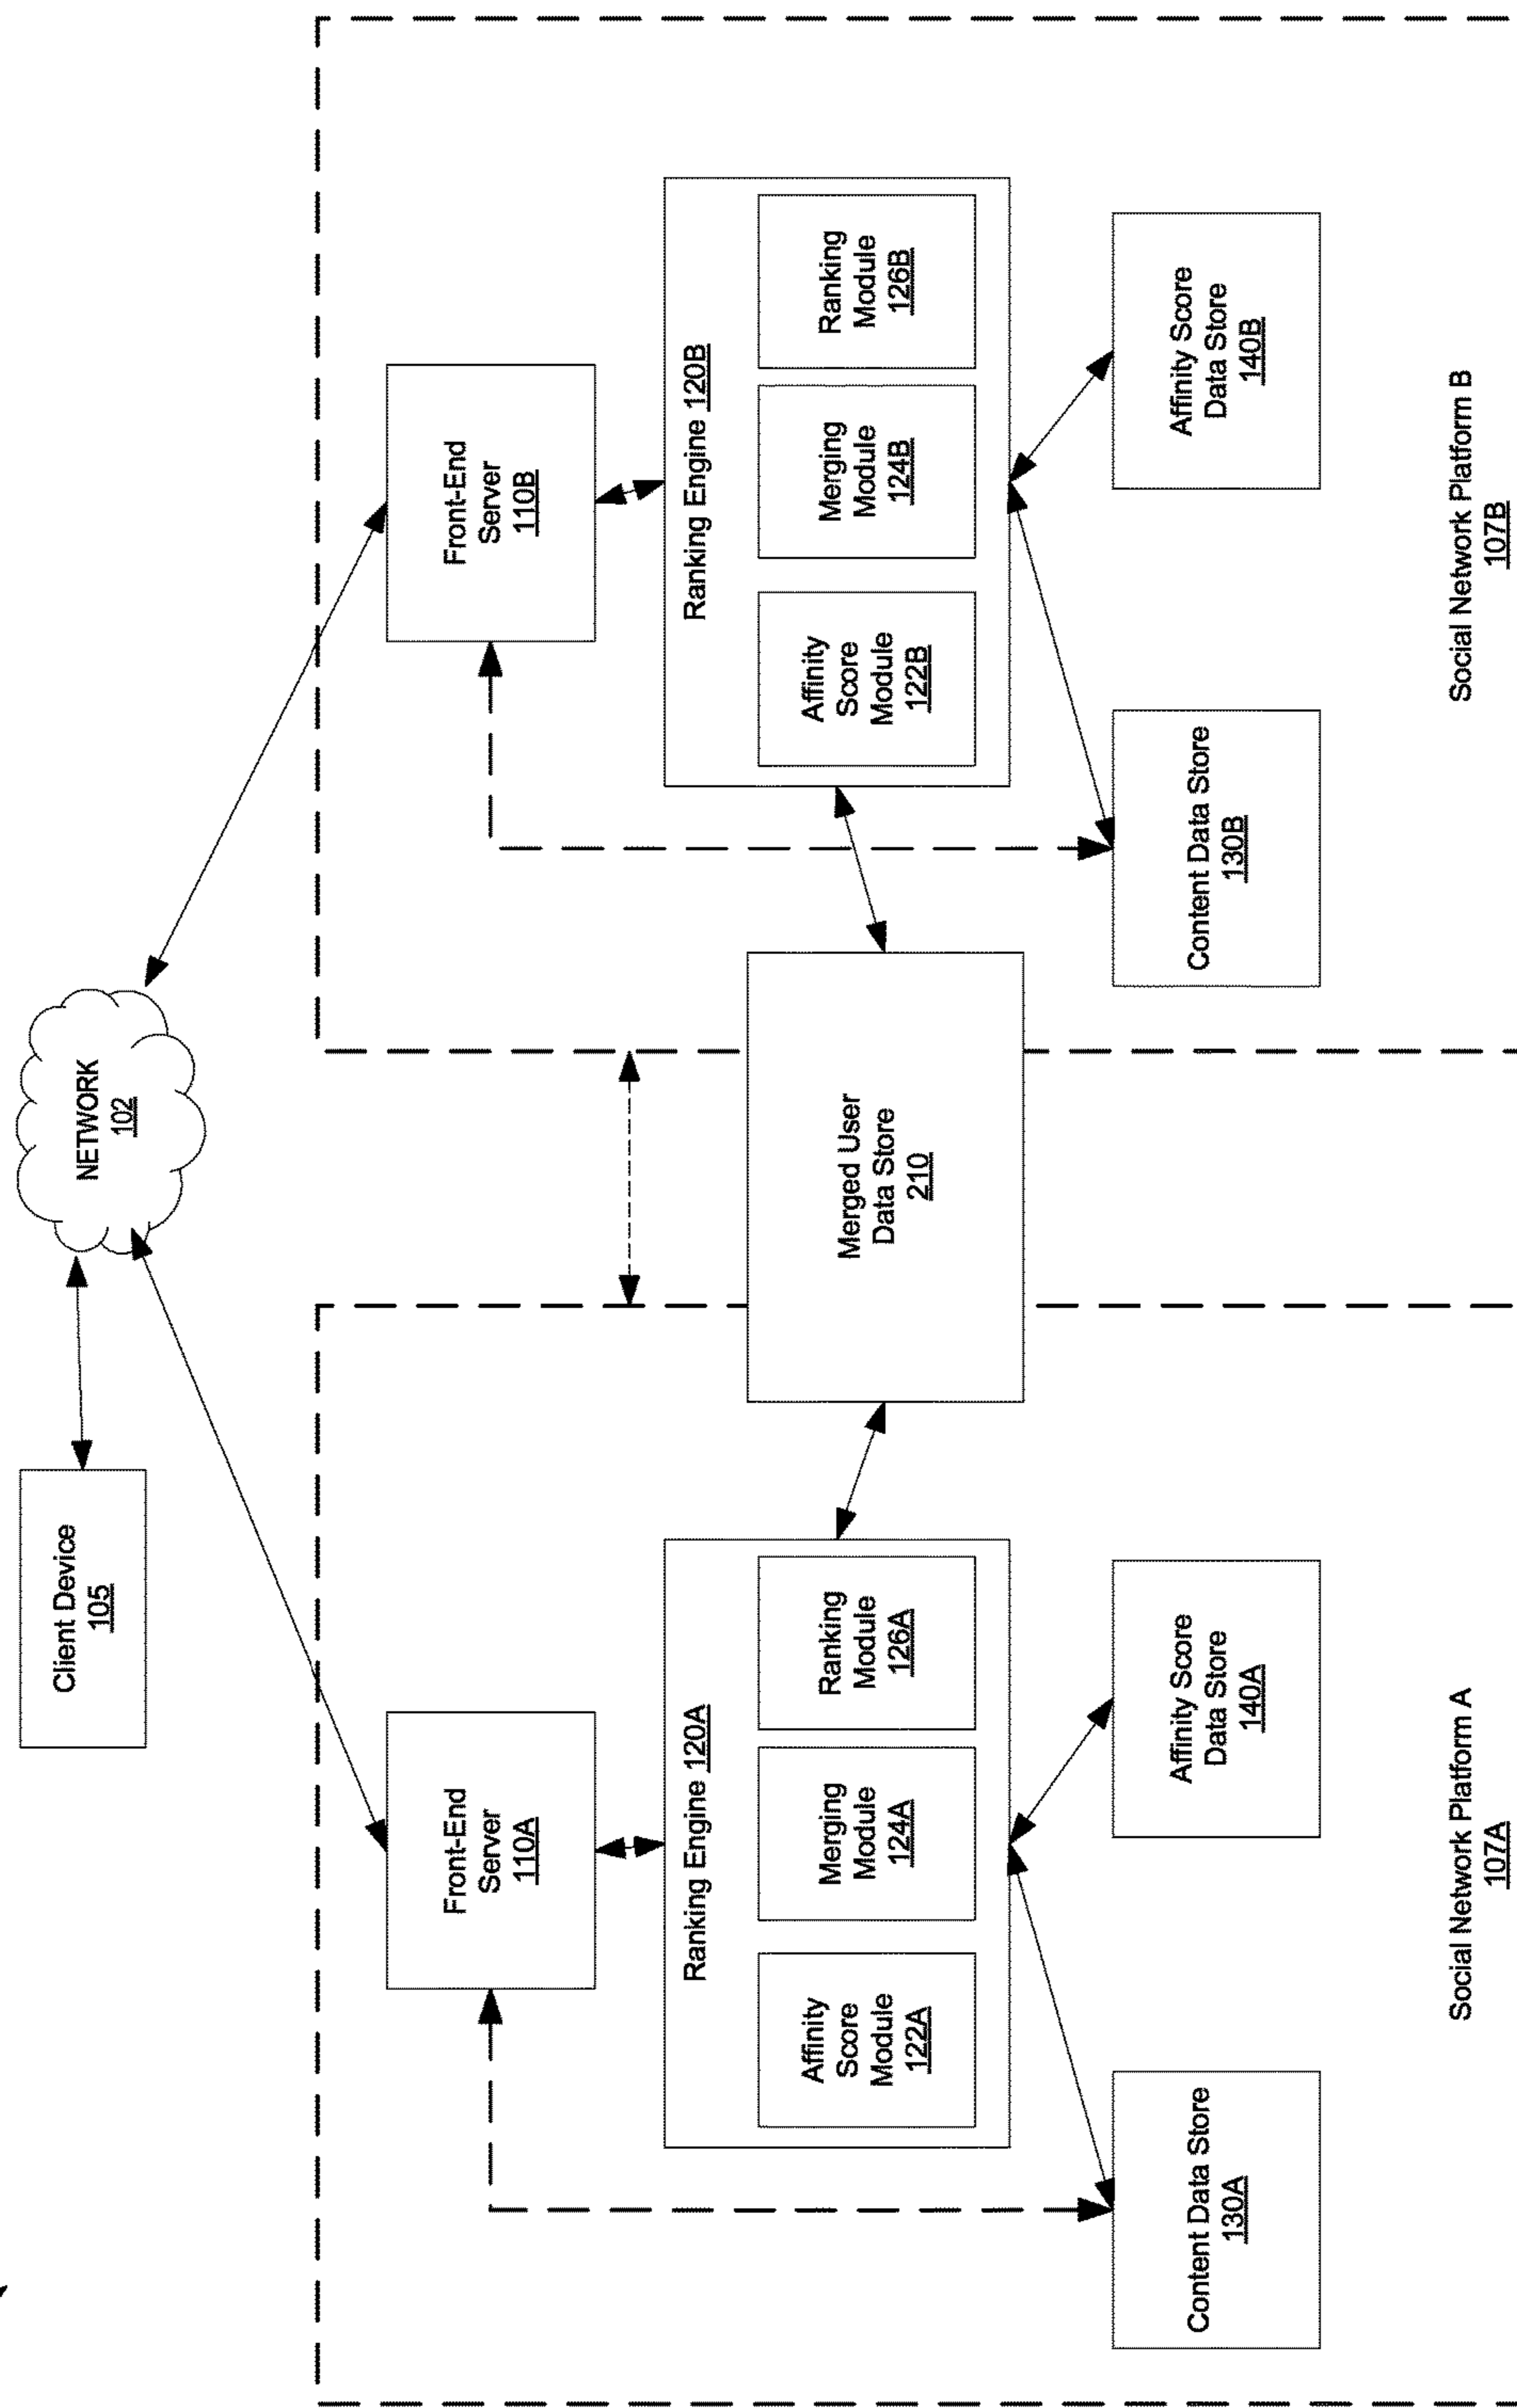 Client Device
105
NETWORK
102
Front-End
Server
110A
Ranking Engine 120A
Affinity
Score
Module
122A
Merging
Module
124A
Ranking
Module
126A
Content Data Store
130A
Affinity Score
Data Store
140A
Social Network Platform A
107A
Merged User
Data Store
210
Front-End
Server
110B
Ranking Engine 120B
Affinity
Score
Module
122B
Merging
Module
124B
Ranking
Module
126B
Content Data Store
130B
Affinity Score
Data Store
140B
Social Network Platform B
107B